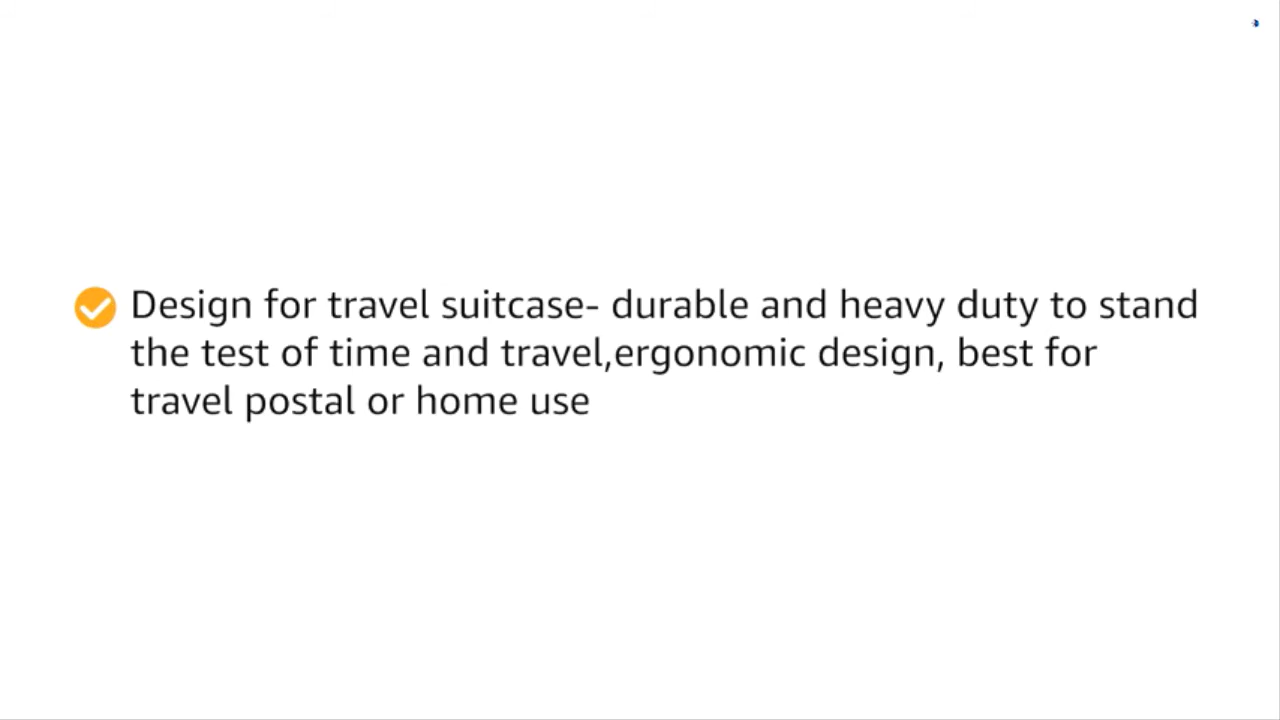 Design for travel suitcase- durable and heavy duty to stand
the test of time and travel,ergonomic design, best for
travel postal or home use